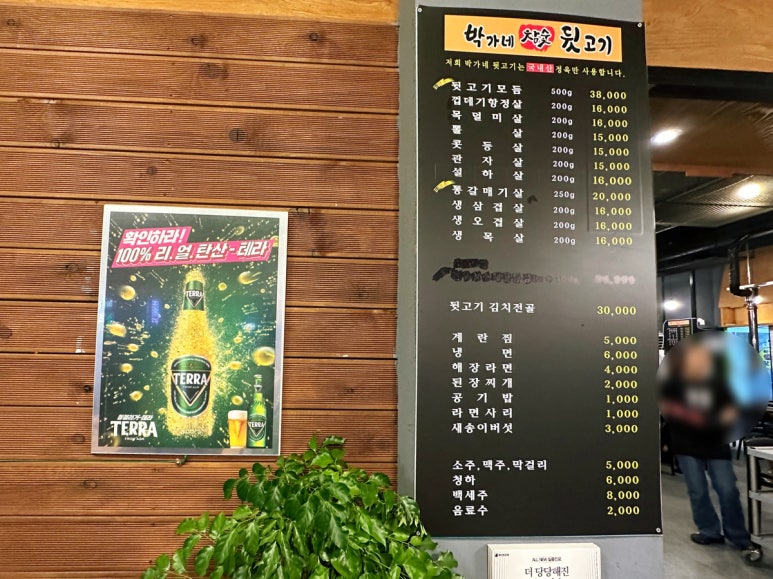 박가네 참숯 뒷고기
저희 박가네 뒷고기는 국내산 정육만 사용합니다.
뒷고기모듬 500g 38,000
껍데기항정살 200g 16,000
목덜미살 200g 16,000
볼살 200g 15,000
콧등살 200g 15,000
관자살 200g 15,000
설하살 200g 16,000
통갈매기살 250g 20,000
생삼겹살 200g 16,000
생오겹살 200g 16,000
생목살 200g 16,000
뒷고기 김치전골 30,000
계란찜 5,000
냉면 6,000
해장라면 4,000
된장찌개 2,000
공기밥 1,000
라면사리 1,000
새송이버섯 3,000
소주,맥주,막걸리 5,000
청하 6,000
백세주 8,000
음료수 2,000
확인하라!
100% 리.얼.탄산-테라
TERRA
TERRA
청정라거-테라
TERRA
TERRA
더 당당해진